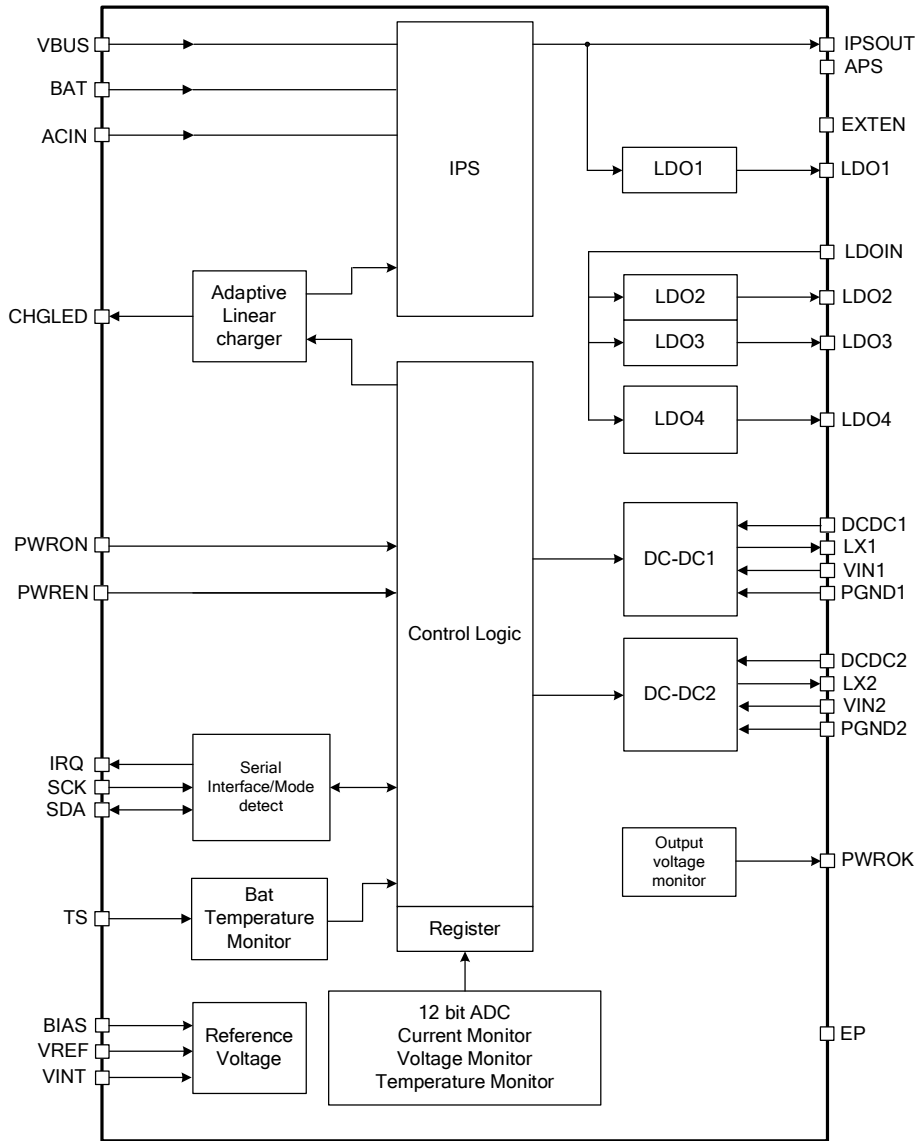 VBUS
BAT
ACIN
IPS
IPSOUT
APS
EXTEN
LDO1
LDO1
LDOIN
LDO2
LDO2
LDO3
LDO3
LDO4
LDO4
CHGLED
Adaptive
Linear
charger
PWRON
PWREN
Control Logic
DC-DC1
DCDC1
LX1
VIN1
PGND1
DC-DC2
DCDC2
LX2
VIN2
PGND2
IRQ
SCK
SDA
Serial
Interface/Mode
detect
Output
voltage
monitor
PWROK
TS
Bat
Temperature
Monitor
Register
BIAS
VREF
VINT
Reference
Voltage
12 bit ADC
Current Monitor
Voltage Monitor
Temperature Monitor
EP